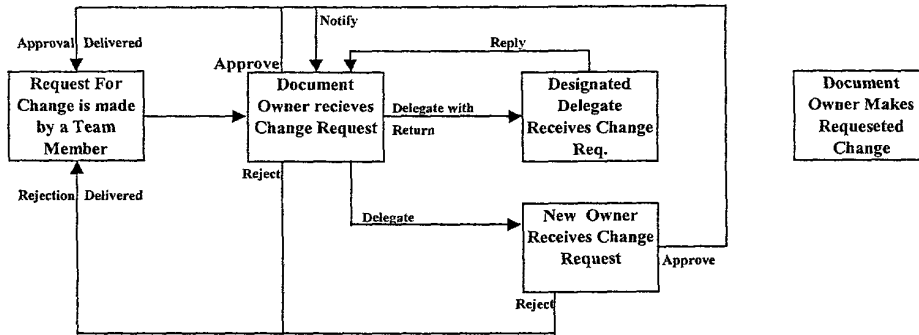 Notify
Approval Delivered
Reply
Approve
Request For
Change is made
by a Team
Member
Document
Owner recieves
Change Request
Delegate with
Return
Designated
Delegate
Receives Change
Req.
Document
Owner Makes
Requeseted
Change
Rejection Delivered
Reject
Delegate
New Owner
Receives Change
Request
Approve
Reject